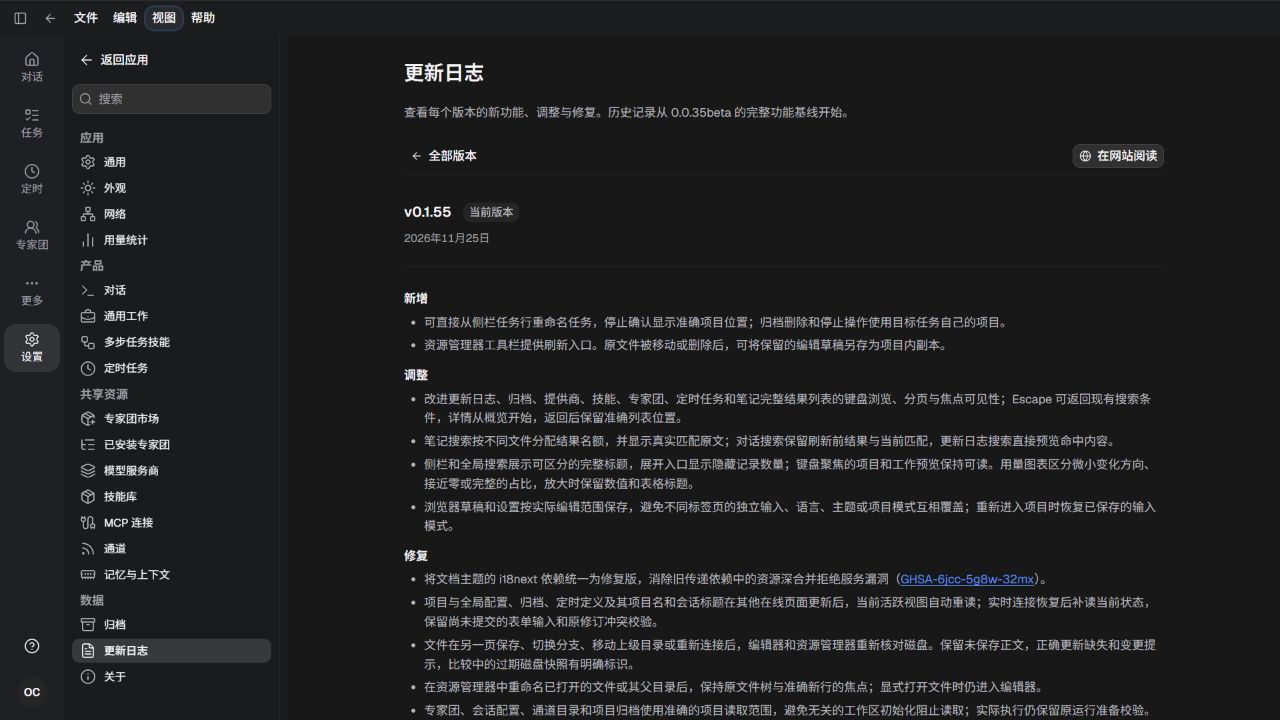 文件 编辑 视图 帮助
对话
任务
定时
专家团
更多
设置
OC
返回应用
搜索
应用
通用
外观
网络
用量统计
产品
对话
通用工作
多步任务技能
定时任务
共享资源
专家团市场
已安装专家团
模型服务商
技能库
MCP 连接
通道
记忆与上下文
数据
归档
更新日志
关于
更新日志
查看每个版本的新功能、调整与修复。历史记录从 0.0.35beta 的完整功能基线开始。
全部版本
在网站阅读
v0.1.55 当前版本
2026年11月25日
新增
• 可直接从侧栏任务行重命名任务，停止确认显示准确项目位置；归档删除和停止操作使用目标任务自己的项目。
• 资源管理器工具栏提供刷新入口。原文件被移动或删除后，可将保留的编辑草稿另存为项目内副本。
调整
• 改进更新日志、归档、提供商、技能、专家团、定时任务和笔记完整结果列表的键盘浏览、分页与焦点可见性；Escape 可返回现有搜索条
件，详情从概览开始，返回后保留准确列表位置。
• 笔记搜索按不同文件分配结果名额，并显示真实匹配原文；对话搜索保留刷新前结果与当前匹配，更新日志搜索直接预览命中内容。
• 侧栏和全局搜索展示可区分的完整标题，展开入口显示隐藏记录数量；键盘聚焦的项目和工作预览保持可读。用量图表区分微小变化方向、
接近零或完整的占比，放大时保留数值和表格标题。
• 浏览器草稿和设置按实际编辑范围保存，避免不同标签页的独立输入、语言、主题或项目模式互相覆盖；重新进入项目时恢复已保存的输入
模式。
修复
• 将文档主题的 i18next 依赖统一为修复版，消除旧传递依赖中的资源深合并拒绝服务漏洞（GHSA-6jcc-5g8w-32mx）。
• 项目与全局配置、归档、定时定义及其项目名和会话标题在其他在线页面更新后，当前活跃视图自动重读；实时连接恢复后补读当前状态，
保留尚未提交的表单输入和原修订冲突校验。
• 文件在另一页保存、切换分支、移动上级目录或重新连接后，编辑器和资源管理器重新核对磁盘。保留未保存正文，正确更新缺失和变更提
示，比较中的过期磁盘快照有明确标识。
• 在资源管理器中重命名已打开的文件或其父目录后，保持原文件树与准确新行的焦点；显式打开文件时仍进入编辑器。
• 专家团、会话配置、通道目录和项目归档使用准确的项目读取范围，避免无关的工作区初始化阻止读取；实际执行仍保留原运行准备校验。